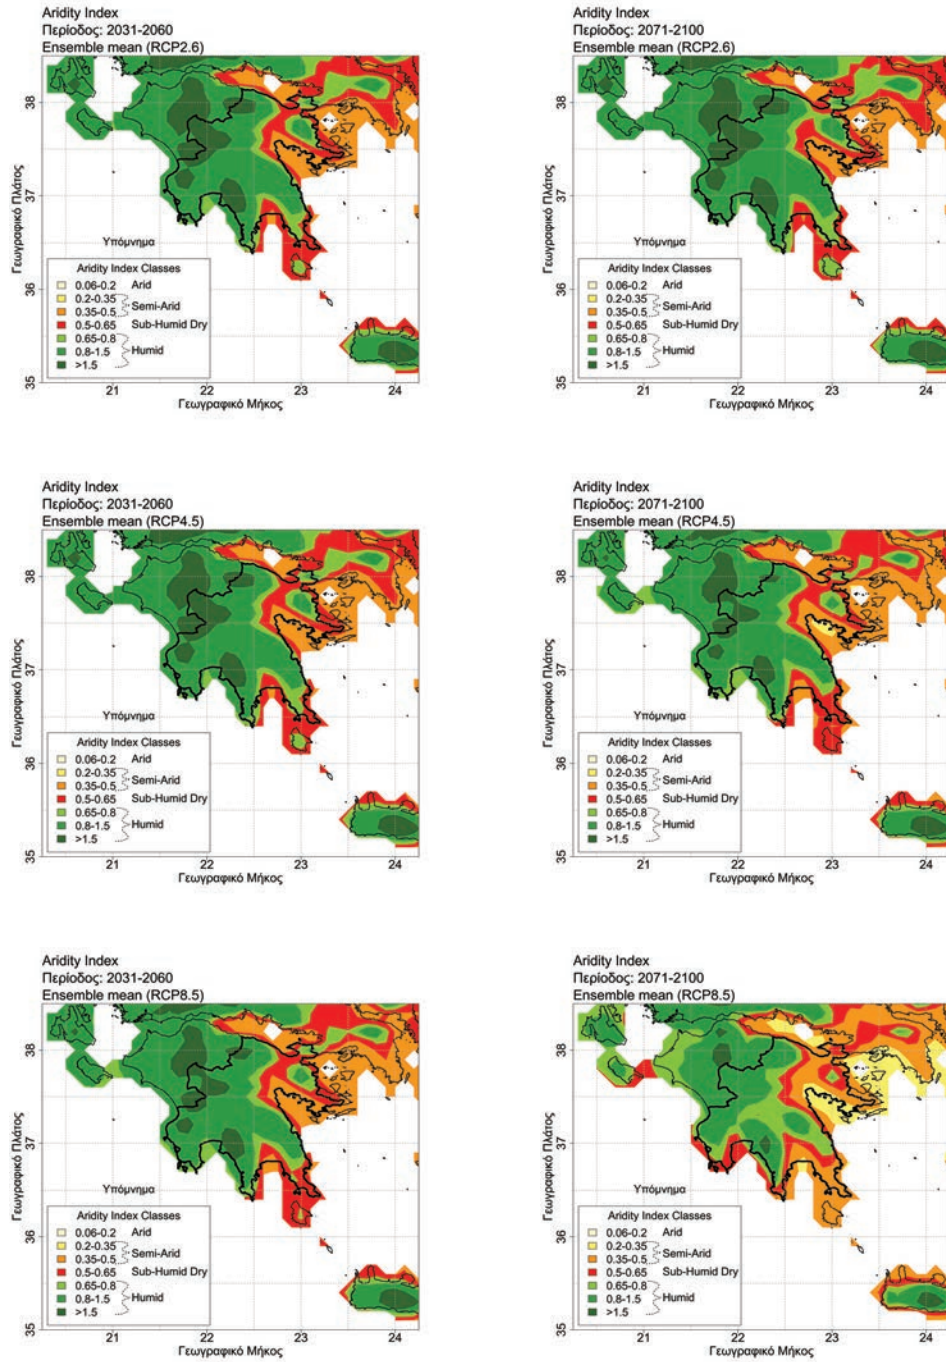 Aridity Index
Περίοδος: 2031-2060
Ensemble mean (RCP2.6)
38
37
36
35
Γεωγραφικό Πλάτος
Υπόμνημα
Aridity Index Classes
0.06-0.2 Arid
0.2-0.35
Semi-Arid
0.35-0.5
0.5-0.65 Sub-Humid Dry
0.65-0.8
0.8-1.5 Humid
>1.5
21 22 23 24
Γεωγραφικό Μήκος
Aridity Index
Περίοδος: 2071-2100
Ensemble mean (RCP2.6)
38
37
36
35
Γεωγραφικό Πλάτος
Υπόμνημα
Aridity Index Classes
0.06-0.2 Arid
0.2-0.35
Semi-Arid
0.35-0.5
0.5-0.65 Sub-Humid Dry
0.65-0.8
0.8-1.5 Humid
>1.5
21 22 23 24
Γεωγραφικό Μήκος
Aridity Index
Περίοδος: 2031-2060
Ensemble mean (RCP4.5)
38
37
36
35
Γεωγραφικό Πλάτος
Υπόμνημα
Aridity Index Classes
0.06-0.2 Arid
0.2-0.35
Semi-Arid
0.35-0.5
0.5-0.65 Sub-Humid Dry
0.65-0.8
0.8-1.5 Humid
>1.5
21 22 23 24
Γεωγραφικό Μήκος
Aridity Index
Περίοδος: 2071-2100
Ensemble mean (RCP4.5)
38
37
36
35
Γεωγραφικό Πλάτος
Υπόμνημα
Aridity Index Classes
0.06-0.2 Arid
0.2-0.35
Semi-Arid
0.35-0.5
0.5-0.65 Sub-Humid Dry
0.65-0.8
0.8-1.5 Humid
>1.5
21 22 23 24
Γεωγραφικό Μήκος
Aridity Index
Περίοδος: 2031-2060
Ensemble mean (RCP8.5)
38
37
36
35
Γεωγραφικό Πλάτος
Υπόμνημα
Aridity Index Classes
0.06-0.2 Arid
0.2-0.35
Semi-Arid
0.35-0.5
0.5-0.65 Sub-Humid Dry
0.65-0.8
0.8-1.5 Humid
>1.5
21 22 23 24
Γεωγραφικό Μήκος
Aridity Index
Περίοδος: 2071-2100
Ensemble mean (RCP8.5)
38
37
36
35
Γεωγραφικό Πλάτος
Υπόμνημα
Aridity Index Classes
0.06-0.2 Arid
0.2-0.35
Semi-Arid
0.35-0.5
0.5-0.65 Sub-Humid Dry
0.65-0.8
0.8-1.5 Humid
>1.5
21 22 23 24
Γεωγραφικό Μήκος